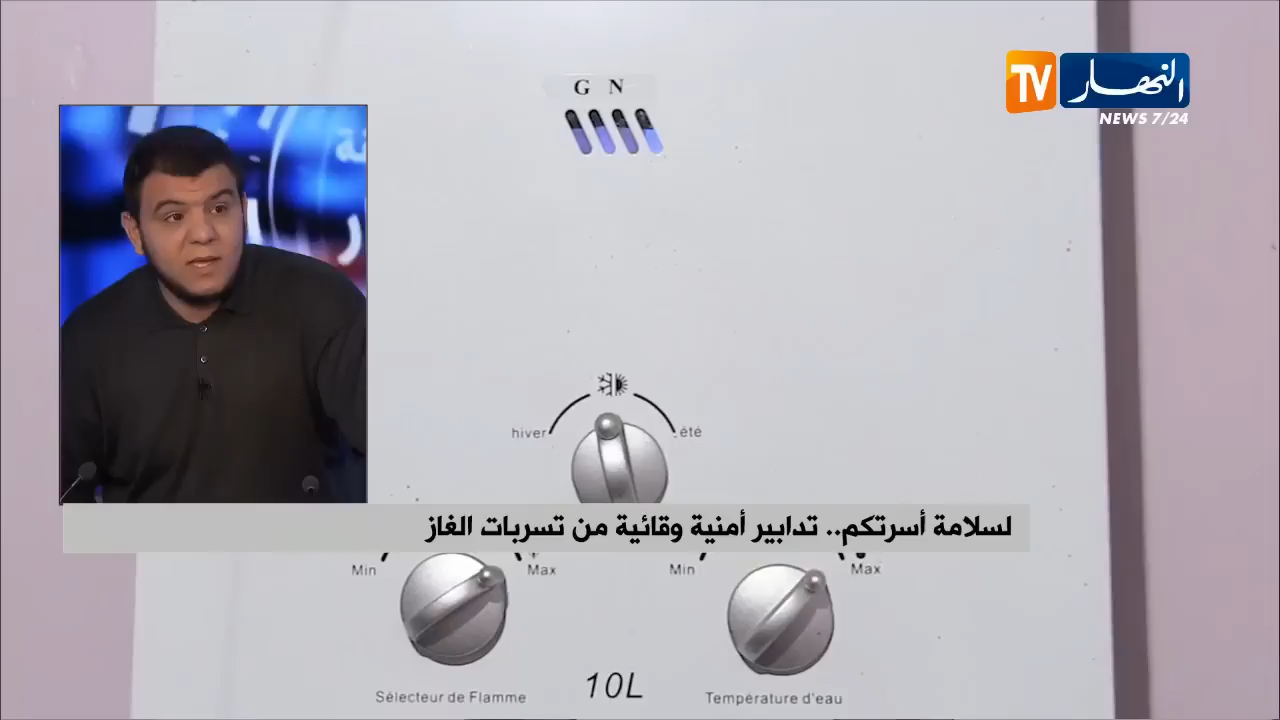 G N
النهار TV
NEWS 7/24
hiver
été
لسلامة أسرتكم.. تدابير أمنية وقائية من تسربات الغاز
Min
Max
Min
Max
10L
Sélecteur de Flamme
Température d'eau